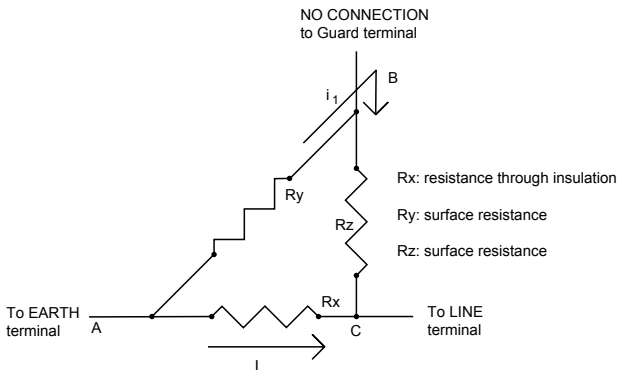 NO CONNECTION
to Guard terminal
B
i 1
Rx: resistance through insulation
Ry
Ry: surface resistance
Rz
Rz: surface resistance
To EARTH
terminal
A
Rx
C
To LINE
terminal
I